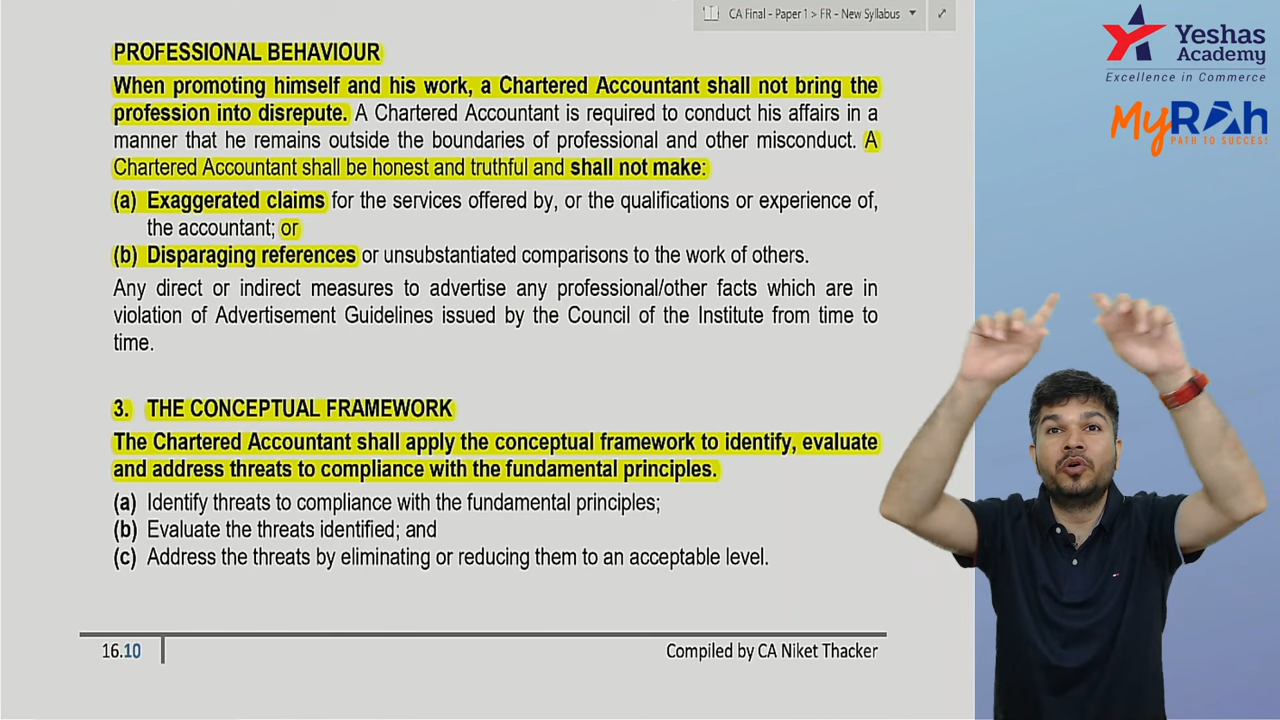 CA Final - Paper 1 > FR - New Syllabus
Yeshas
Academy
Excellence in Commerce
MyRAh
PATH TO SUCCESS!
PROFESSIONAL BEHAVIOUR
When promoting himself and his work, a Chartered Accountant shall not bring the
profession into disrepute. A Chartered Accountant is required to conduct his affairs in a
manner that he remains outside the boundaries of professional and other misconduct. A
Chartered Accountant shall be honest and truthful and shall not make:
(a) Exaggerated claims for the services offered by, or the qualifications or experience of,
the accountant; or
(b) Disparaging references or unsubstantiated comparisons to the work of others.
Any direct or indirect measures to advertise any professional/other facts which are in
violation of Advertisement Guidelines issued by the Council of the Institute from time to
time.
3. THE CONCEPTUAL FRAMEWORK
The Chartered Accountant shall apply the conceptual framework to identify, evaluate
and address threats to compliance with the fundamental principles.
(a) Identify threats to compliance with the fundamental principles;
(b) Evaluate the threats identified; and
(c) Address the threats by eliminating or reducing them to an acceptable level.
16.10
Compiled by CA Niket Thacker